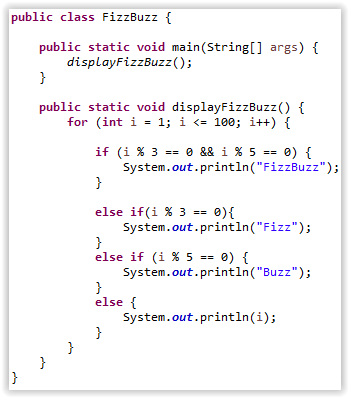 public class FizzBuzz {
public static void main(String[] args) {
displayFizzBuzz();
}
public static void displayFizzBuzz() {
for (int i = 1; i <= 100; i++) {
if (i % 3 == 0 && i % 5 == 0) {
System.out.println("FizzBuzz");
}
else if(i % 3 == 0){
System.out.println("Fizz");
}
else if (i % 5 == 0) {
System.out.println("Buzz");
}
else {
System.out.println(i);
}
}
}
}